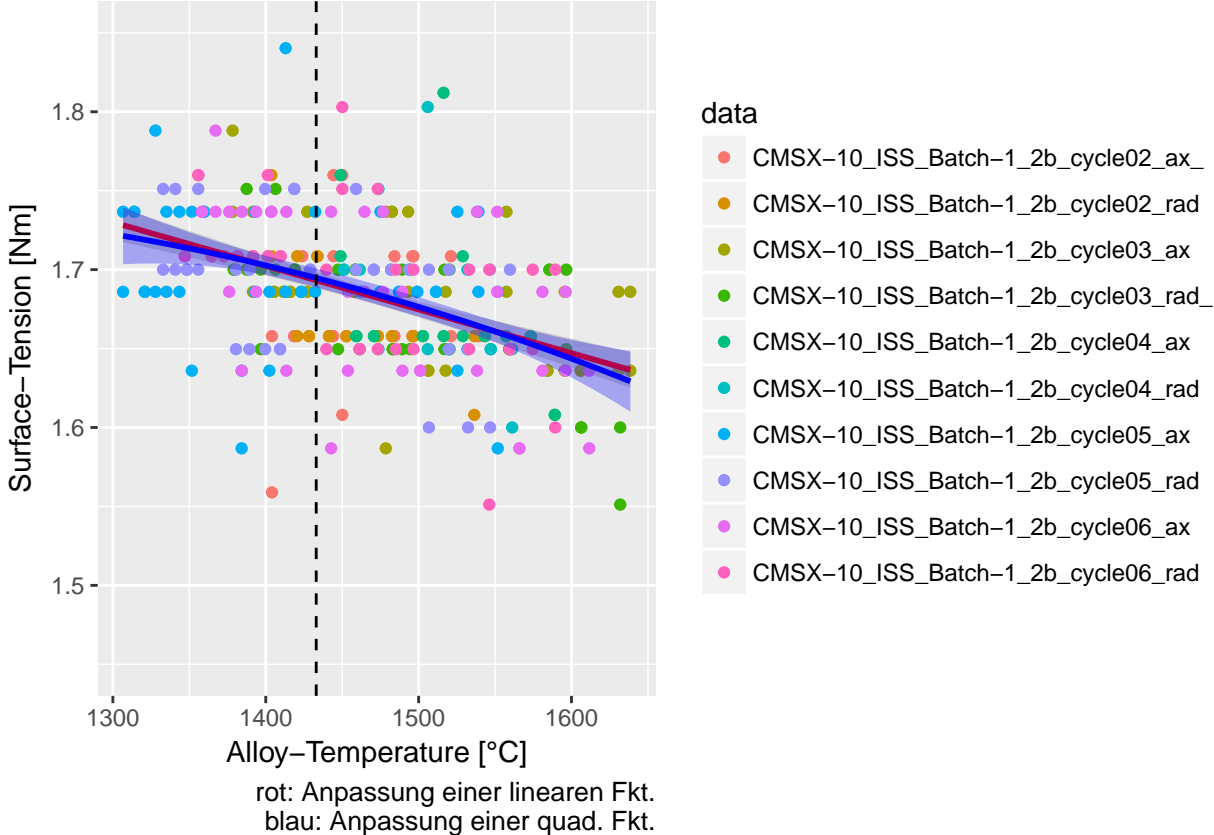 1.8
1.7
1.6
1.5
Surface−Tension [Nm]
1300
1400
1500
1600
Alloy−Temperature [°C]
rot: Anpassung einer linearen Fkt.
blau: Anpassung einer quad. Fkt.
data
CMSX−10_ISS_Batch−1_2b_cycle02_ax_
CMSX−10_ISS_Batch−1_2b_cycle02_rad
CMSX−10_ISS_Batch−1_2b_cycle03_ax
CMSX−10_ISS_Batch−1_2b_cycle03_rad_
CMSX−10_ISS_Batch−1_2b_cycle04_ax
CMSX−10_ISS_Batch−1_2b_cycle04_rad
CMSX−10_ISS_Batch−1_2b_cycle05_ax
CMSX−10_ISS_Batch−1_2b_cycle05_rad
CMSX−10_ISS_Batch−1_2b_cycle06_ax
CMSX−10_ISS_Batch−1_2b_cycle06_rad